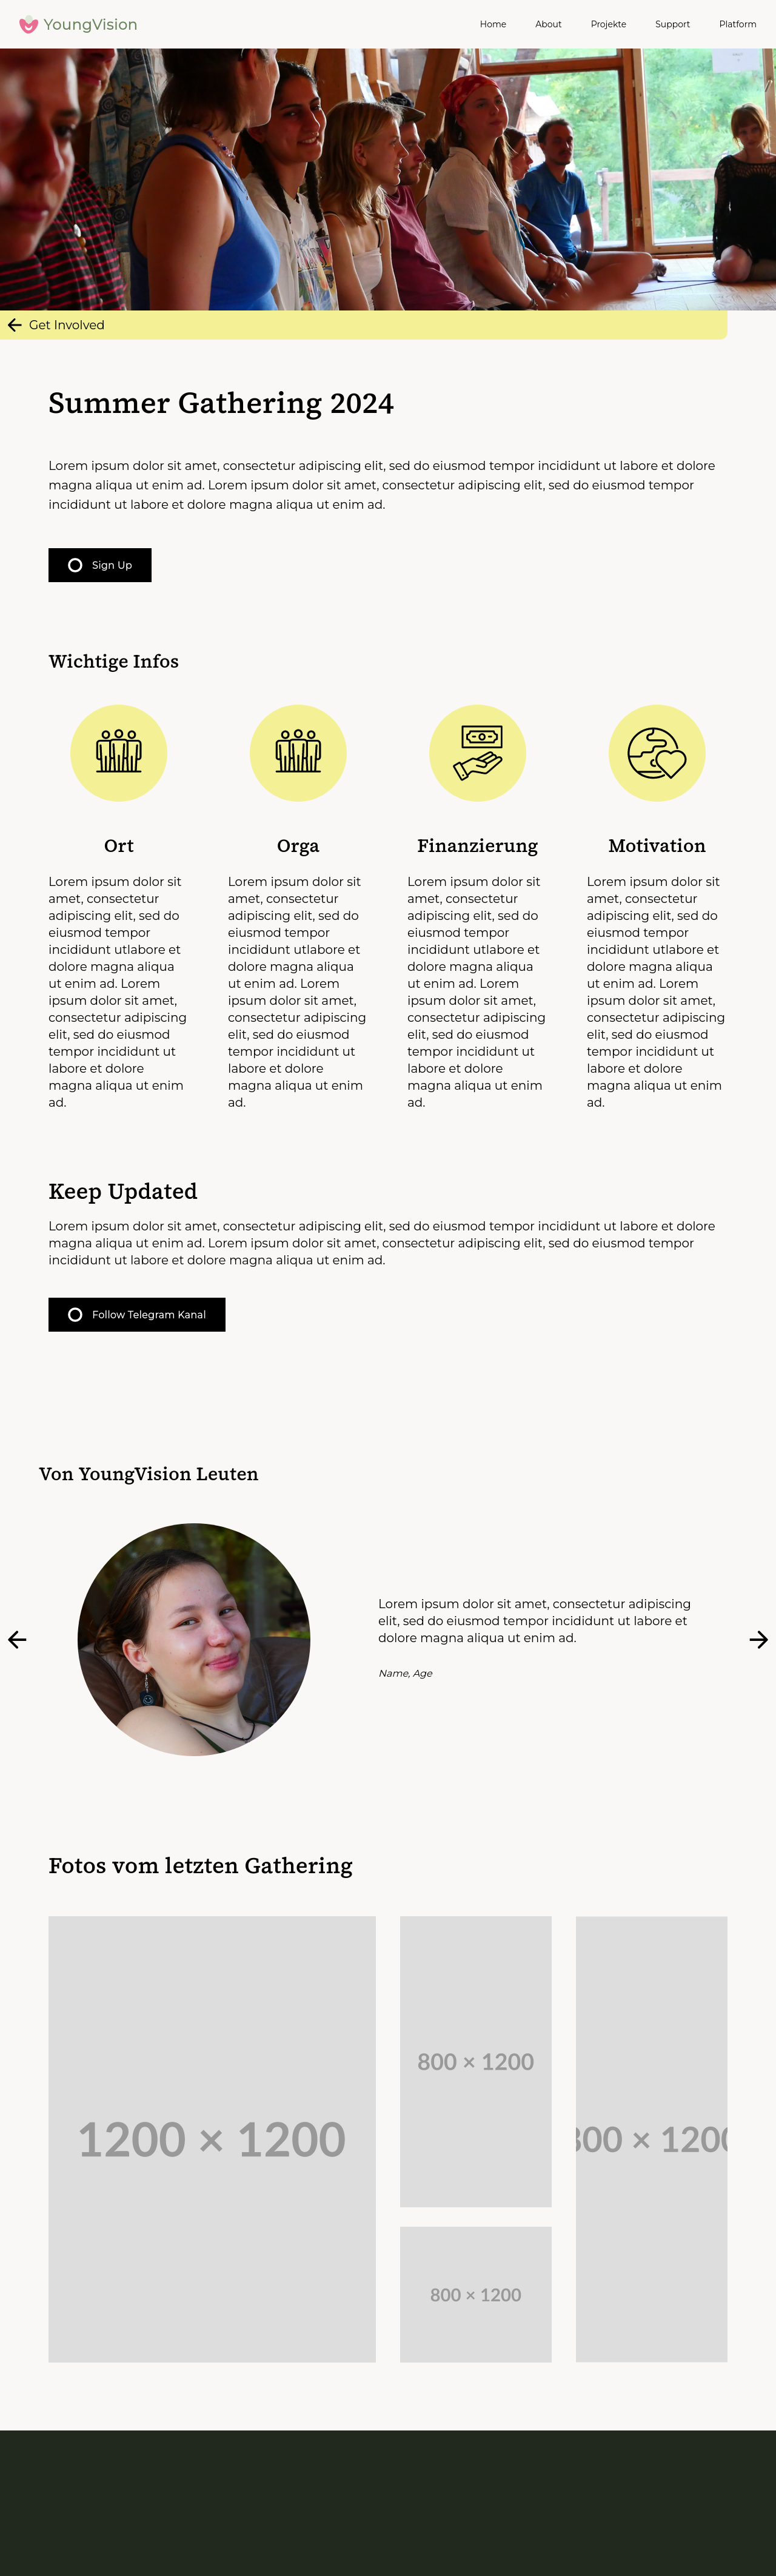 YoungVision
Home About Projekte Support Platform
Get Involved
Summer Gathering 2024
Lorem ipsum dolor sit amet, consectetur adipiscing elit, sed do eiusmod tempor incididunt ut labore et dolore
magna aliqua ut enim ad. Lorem ipsum dolor sit amet, consectetur adipiscing elit, sed do eiusmod tempor
incididunt ut labore et dolore magna aliqua ut enim ad.
Sign Up
Wichtige Infos
Ort
Lorem ipsum dolor sit
amet, consectetur
adipiscing elit, sed do
eiusmod tempor
incididunt utlabore et
dolore magna aliqua
ut enim ad. Lorem
ipsum dolor sit amet,
consectetur adipiscing
elit, sed do eiusmod
tempor incididunt ut
labore et dolore
magna aliqua ut enim
ad.
Orga
Lorem ipsum dolor sit
amet, consectetur
adipiscing elit, sed do
eiusmod tempor
incididunt utlabore et
dolore magna aliqua
ut enim ad. Lorem
ipsum dolor sit amet,
consectetur adipiscing
elit, sed do eiusmod
tempor incididunt ut
labore et dolore
magna aliqua ut enim
ad.
Finanzierung
Lorem ipsum dolor sit
amet, consectetur
adipiscing elit, sed do
eiusmod tempor
incididunt utlabore et
dolore magna aliqua
ut enim ad. Lorem
ipsum dolor sit amet,
consectetur adipiscing
elit, sed do eiusmod
tempor incididunt ut
labore et dolore
magna aliqua ut enim
ad.
Motivation
Lorem ipsum dolor sit
amet, consectetur
adipiscing elit, sed do
eiusmod tempor
incididunt utlabore et
dolore magna aliqua
ut enim ad. Lorem
ipsum dolor sit amet,
consectetur adipiscing
elit, sed do eiusmod
tempor incididunt ut
labore et dolore
magna aliqua ut enim
ad.
Keep Updated
Lorem ipsum dolor sit amet, consectetur adipiscing elit, sed do eiusmod tempor incididunt ut labore et dolore
magna aliqua ut enim ad. Lorem ipsum dolor sit amet, consectetur adipiscing elit, sed do eiusmod tempor
incididunt ut labore et dolore magna aliqua ut enim ad.
Follow Telegram Kanal
Von YoungVision Leuten
Lorem ipsum dolor sit amet, consectetur adipiscing
elit, sed do eiusmod tempor incididunt ut labore et
dolore magna aliqua ut enim ad.
Name, Age
Fotos vom letzten Gathering
1200 × 1200
800 × 1200
800 × 1200
800 × 1200